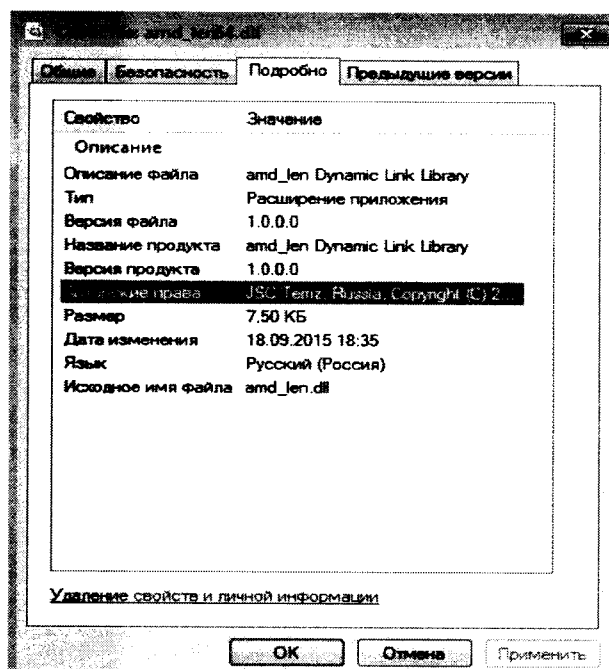 amd_len64.dll
Общие Безопасность Подробно Предыдущие версии
Свойство Значение
Описание
Описание файла amd_len Dynamic Link Library
Тип Расширение приложения
Версия файла 1.0.0.0
Название продукта amd_len Dynamic Link Library
Версия продукта 1.0.0.0
права JSC Temz, Russia, Copyright (C) 2...
Размер 7,50 КБ
Дата изменения 18.09.2015 18:35
Язык Русский (Россия)
Исходное имя файла amd_len.dll
Удаление свойств и личной информации
ОК Отмена Применить